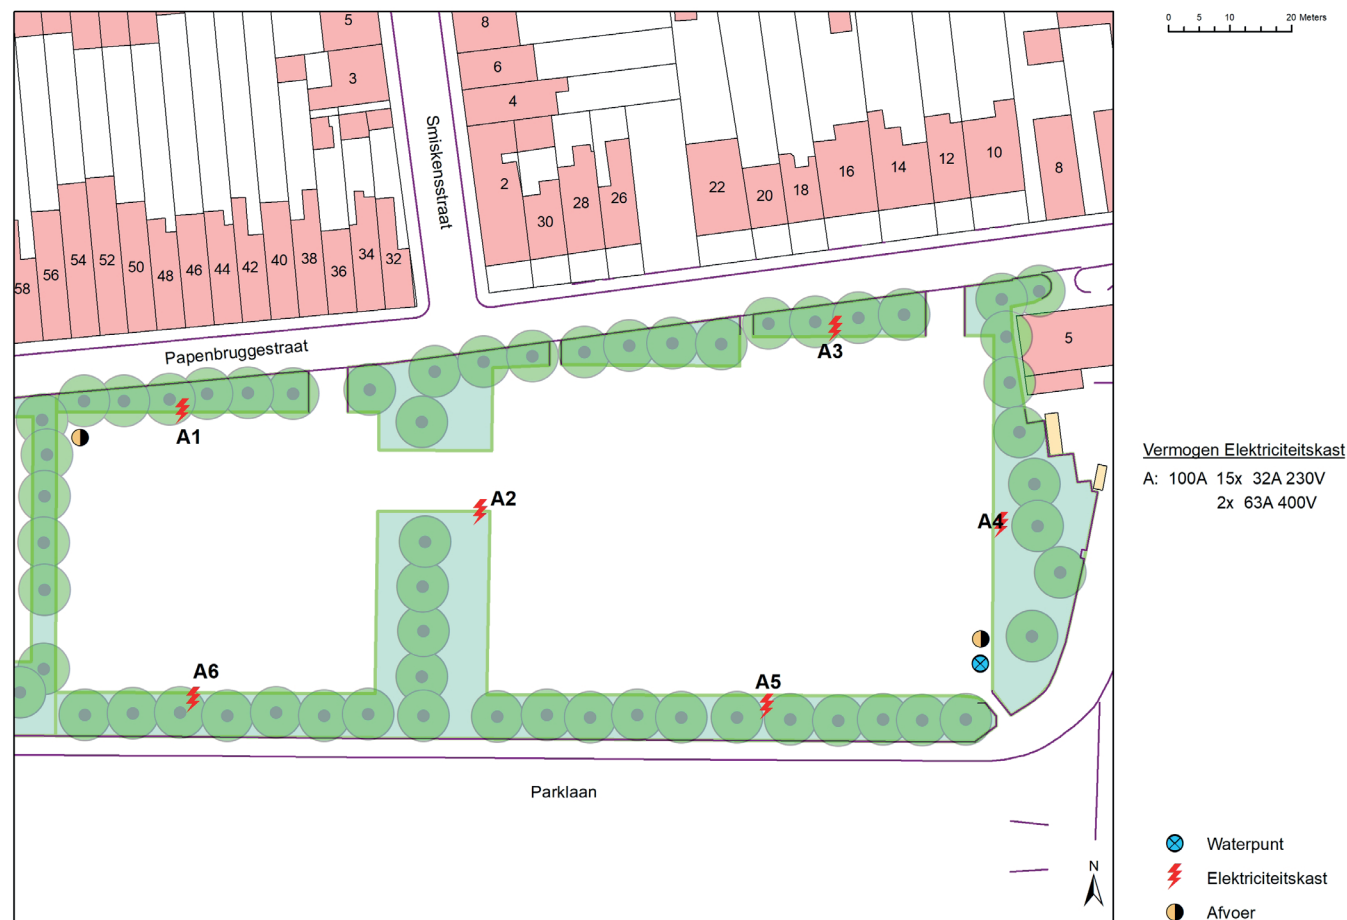 0 5 10 20 Meters
5
3
8
6
4
Smiskensstraat
2
30
28
26
22
20
18
16
14
12
10
8
58
56
54
52
50
48
46
44
42
40
38
36
34
32
Papenbruggestraat
5
A3
A1
A2
A4
Vermogen Elektriciteitskast
A: 100A 15x 32A 230V
2x 63A 400V
A6
A5
Parklaan
N
Waterpunt
Elektriciteitskast
Afvoer